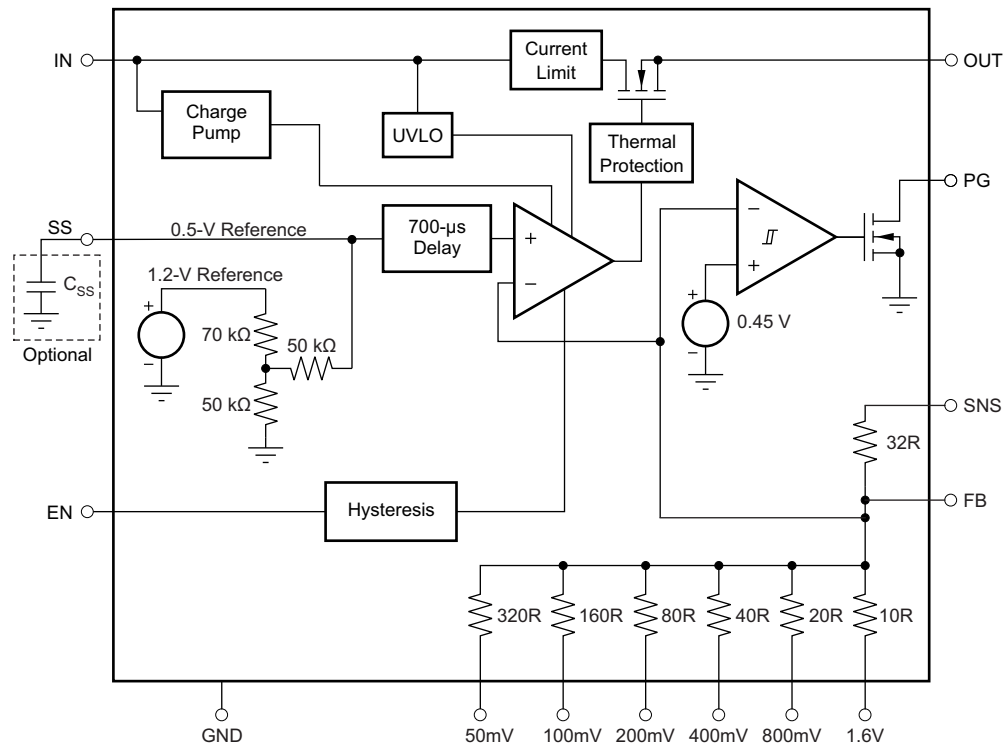 IN
Current
Limit
OUT
Charge
Pump
UVLO
Thermal
Protection
PG
SS
0.5-V Reference
700-µs
Delay
+
−
−
+
CSS
Optional
1.2-V Reference
+
−
70 kΩ
50 kΩ
50 kΩ
+
−
0.45 V
SNS
32R
FB
EN
Hysteresis
320R
160R
80R
40R
20R
10R
GND
50mV
100mV
200mV
400mV
800mV
1.6V